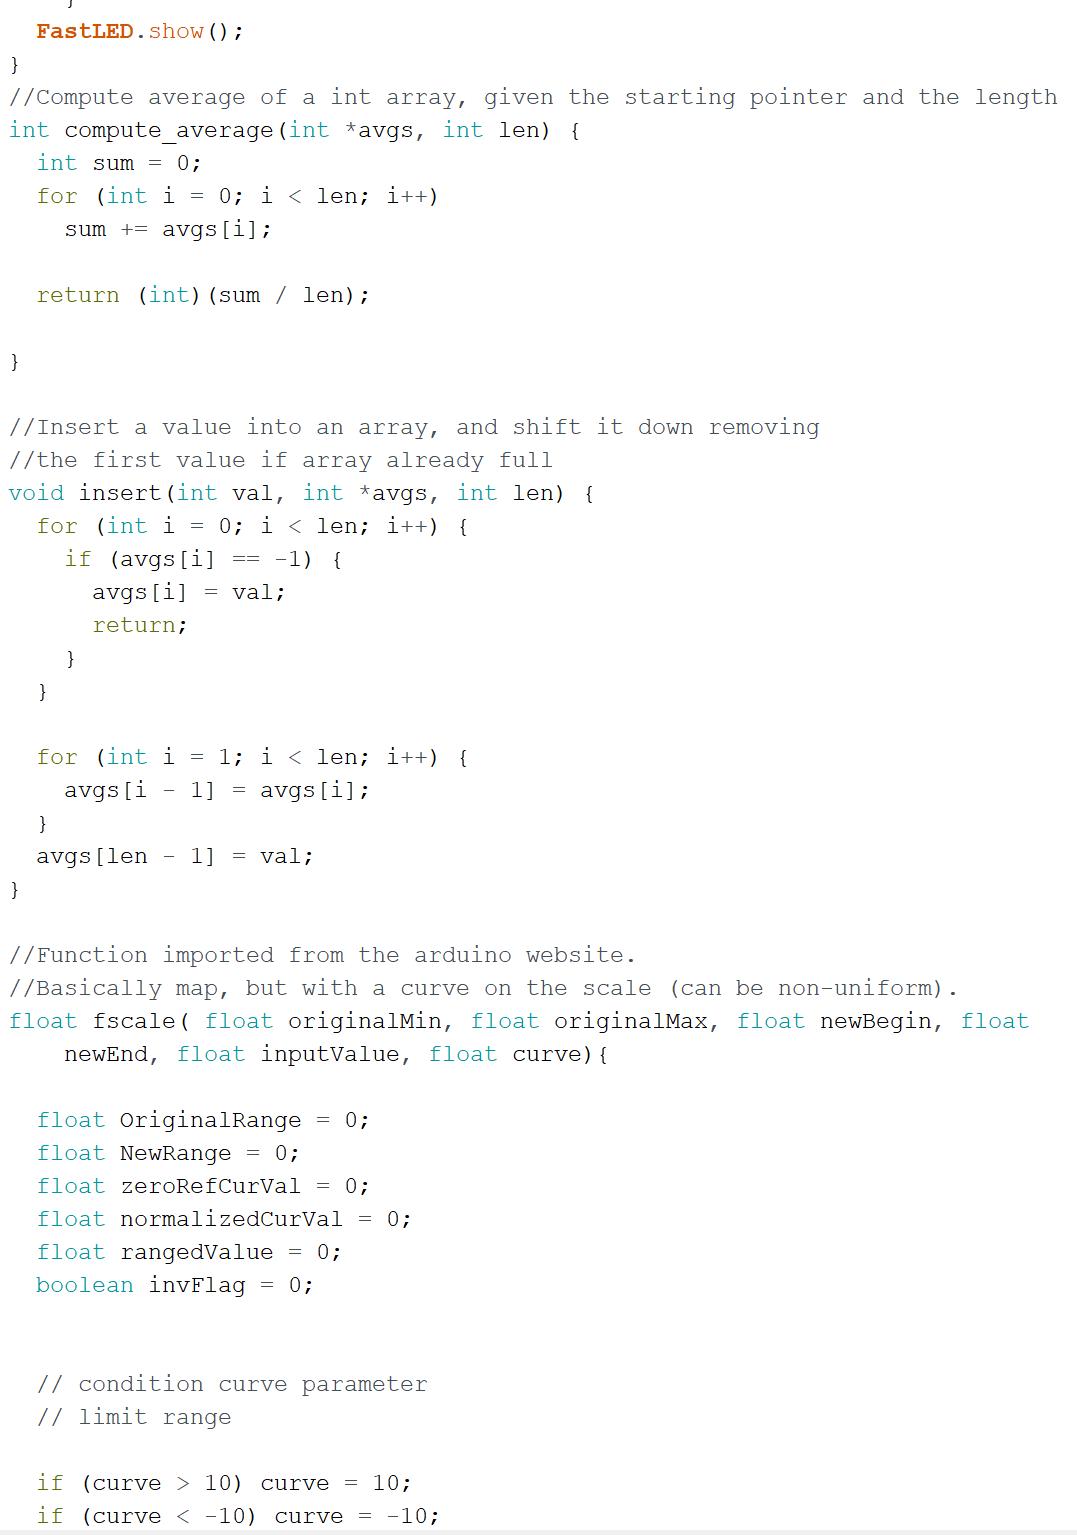 }
  FastLED.show();
}
//Compute average of a int array, given the starting pointer and the length
int compute_average(int *avgs, int len) {
  int sum = 0;
  for (int i = 0; i < len; i++)
    sum += avgs[i];

  return (int)(sum / len);

}

//Insert a value into an array, and shift it down removing
//the first value if array already full
void insert(int val, int *avgs, int len) {
  for (int i = 0; i < len; i++) {
    if (avgs[i] == -1) {
      avgs[i] = val;
      return;
    }
  }

  for (int i = 1; i < len; i++) {
    avgs[i - 1] = avgs[i];
  }
  avgs[len - 1] = val;
}

//Function imported from the arduino website.
//Basically map, but with a curve on the scale (can be non-uniform).
float fscale( float originalMin, float originalMax, float newBegin, float
    newEnd, float inputValue, float curve){

  float OriginalRange = 0;
  float NewRange = 0;
  float zeroRefCurVal = 0;
  float normalizedCurVal = 0;
  float rangedValue = 0;
  boolean invFlag = 0;


  // condition curve parameter
  // limit range

  if (curve > 10) curve = 10;
  if (curve < -10) curve = -10;